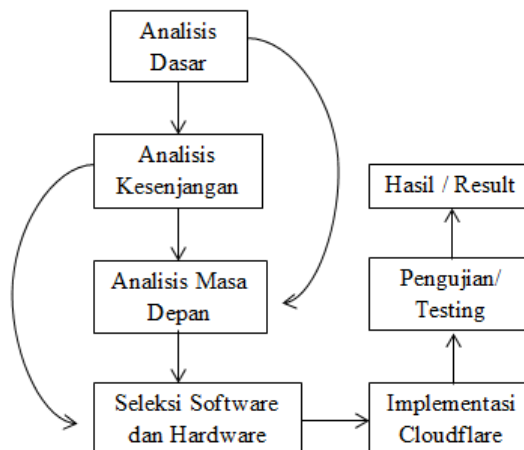 Analisis
Dasar
Analisis
Kesenjangan
Analisis Masa
Depan
Seleksi Software
dan Hardware
Implementasi
Cloudflare
Pengujian/
Testing
Hasil / Result